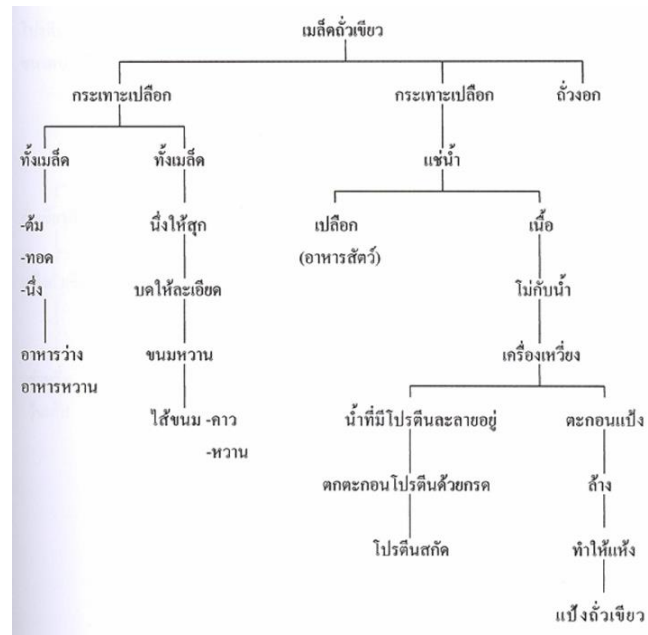 เมล็ดถั่วเขียว
กระเทาะเปลือก
กระเทาะเปลือก
ถั่วงอก
ทั้งเมล็ด
ทั้งเมล็ด
แช่น้ำ
-ต้ม
นึ่งให้สุก
เปลือก
เนื้อ
-ทอด
(อาหารสัตว์)
-นึ่ง
บดให้ละเอียด
โม่กับน้ำ
อาหารว่าง
ขนมหวาน
เครื่องเหวี่ยง
อาหารหวาน
ไส้ขนม -คาว
น้ำที่มีโปรตีนละลายอยู่
ตะกอนแป้ง
-หวาน
ตกตะกอนโปรตีนด้วยกรด
ล้าง
โปรตีนสกัด
ทำให้แห้ง
แป้งถั่วเขียว